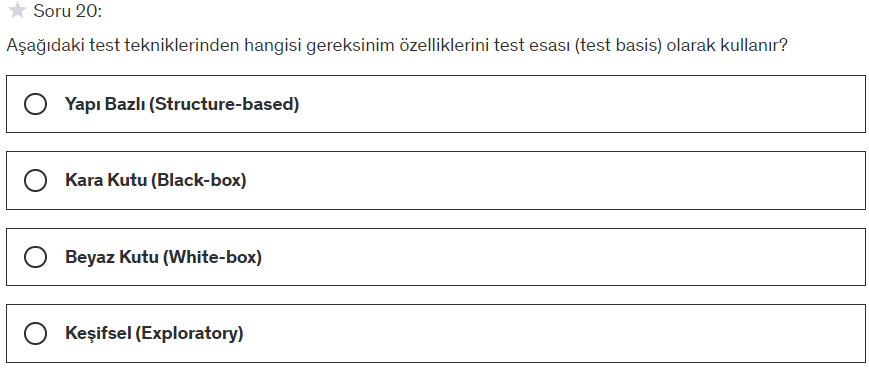 Soru 20:
Aşağıdaki test tekniklerinden hangisi gereksinim özelliklerini test esası (test basis) olarak kullanır?
Yapı Bazlı (Structure-based)
Kara Kutu (Black-box)
Beyaz Kutu (White-box)
Keşifsel (Exploratory)